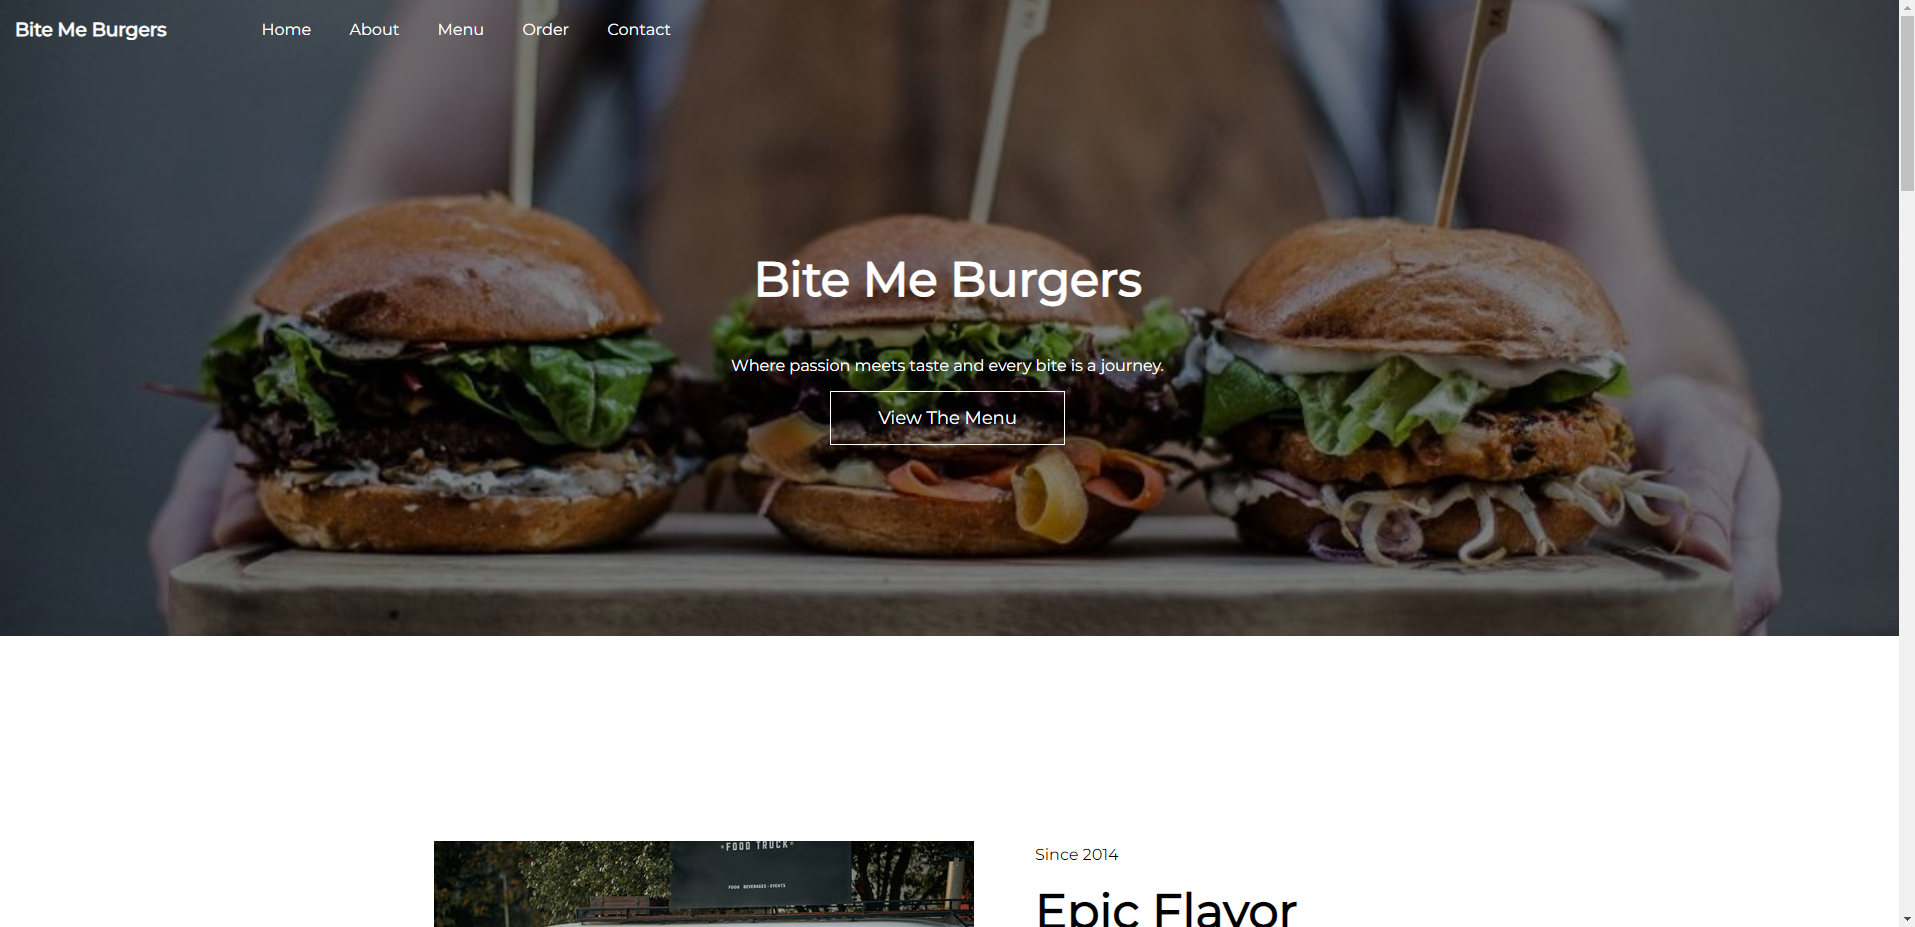 Bite Me Burgers
Home
About
Menu
Order
Contact
Bite Me Burgers
Where passion meets taste and every bite is a journey.
View The Menu
FOOD TRUCK
FOOD BEVERAGES - EVENTS
Since 2014
Epic Flavor